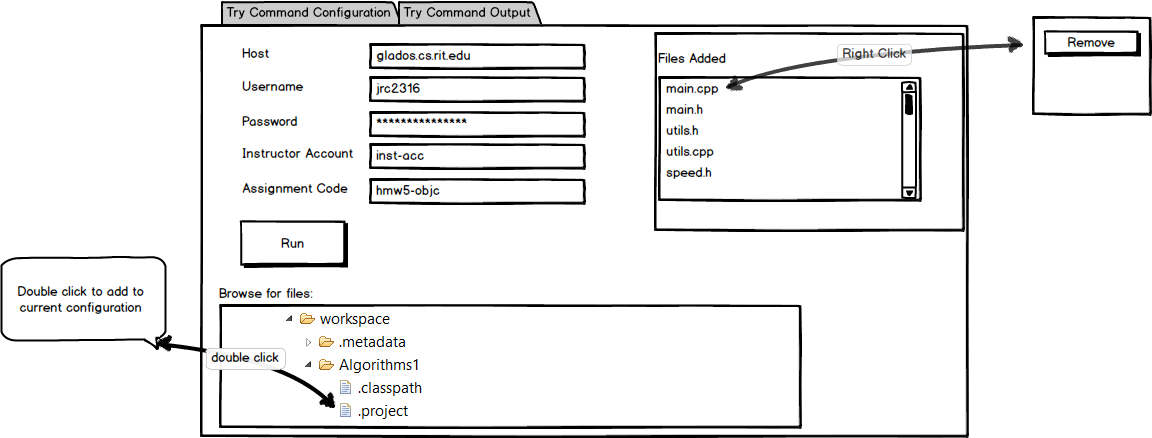 Try Command Configuration
Try Command Output
Host
glados.cs.rit.edu
Username
jrc2316
Password
***************
Instructor Account
inst-acc
Assignment Code
hmw5-objc
Run
Files Added
main.cpp
main.h
utils.h
utils.cpp
speed.h
Right Click
Remove
Double click to add to
current configuration
Browse for files:
workspace
.metadata
Algorithms1
.classpath
.project
double click